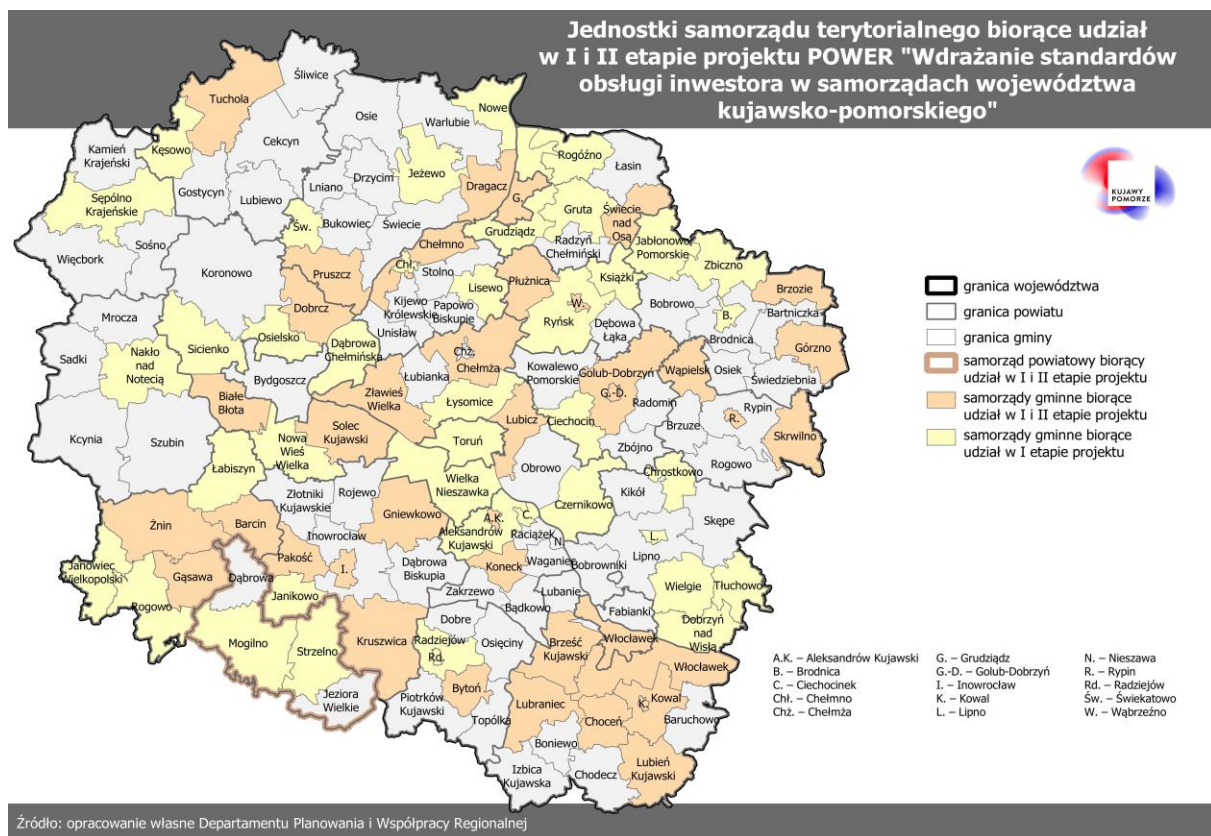 Jednostki samorządu terytorialnego biorące udział
w I i II etapie projektu POWER "Wdrażanie standardów
obsługi inwestora w samorządach województwa
kujawsko-pomorskiego"
Śliwice
Tuchola
Osie
Warlubie
Nowe
Kamień
Krajeński
Kęsowo
Cekcyn
Rogóźno
Łasin
Gostycyn
Lubiewo
Lniano
Drzycim
Jeżewo
Dragacz
G.
Sępólno
Krajeńskie
Gruta
Świecie
nad
Osą
Św.
Bukowiec
Świecie
Grudziądz
Więcbork
Sośno
Chełmno
Radzyń
Chełmiński
Jabłonowo
Pomorskie
Zbiczno
Koronowo
Pruszcz
Chł.
Stolno
Płużnica
Książki
Brzozie
Mrocza
Dobrcz
Kijewo
Królewskie
Papowo
Biskupie
Lisewo
W.
Ryńsk
Bobrowo
B.
Bartniczka
Unisław
Dębowa
Łąka
Brodnica
Sadki
Nakło
nad
Notecią
Sicienko
Osielsko
Dąbrowa
Chełmińska
Chż.
Chełmża
Górzno
Bydgoszcz
Łubianka
Kowalewo
Pomorskie
Golub-Dobrzyń
Wąpielsk
Osiek
Świedziebnia
Białe
Błota
Zławieś
Wielka
G.-D.
Radomin
Łysomice
Kcynia
Szubin
Solec
Kujawski
Lubicz
Ciechocin
R.
Rypin
Brzuze
Skrwilno
Nowa
Wieś
Wielka
Toruń
Zbójno
Łabiszyn
Obrowo
Rogowo
Wielka
Nieszawka
Chrostkowo
Złotniki
Kujawskie
Rojewo
Czernikowo
Kikół
Żnin
Barcin
Gniewkowo
A.K.
C.
Skępe
Inowrocław
Aleksandrów
Kujawski
Raciążek
N.
L.
Janowiec
Wielkopolski
Gąsawa
Pakość
I.
Dąbrowa
Biskupia
Koneck
Waganiec
Bobrowniki
Lipno
Dąbrowa
Wielgie
Tłuchowo
Rogowo
Janikowo
Zakrzewo
Lubanie
Bądkowo
Fabianki
Dobrzyń
nad
Wisłą
Mogilno
Strzelno
Kruszwica
Dobre
Radziejów
Rd.
Osięciny
Brześć
Kujawski
Włocławek
Włocławek
Jeziora
Wielkie
Piotrków
Kujawski
Bytoń
Lubraniec
Kowal
K.
Topólka
Choceń
Baruchowo
Boniewo
Izbica
Kujawska
Chodecz
Lubień
Kujawski
KUJAWY
POMORZE
granica województwa
granica powiatu
granica gminy
samorząd powiatowy biorący
udział w I i II etapie projektu
samorządy gminne biorące
udział w I i II etapie projektu
samorządy gminne biorące
udział w I etapie projektu
A.K. – Aleksandrów Kujawski
B. – Brodnica
C. – Ciechocinek
Chł. – Chełmno
Chż. – Chełmża
G. – Grudziądz
G.-D. – Golub-Dobrzyń
I. – Inowrocław
K. – Kowal
L. – Lipno
N. – Nieszawa
R. – Rypin
Rd. – Radziejów
Św. – Świekatowo
W. – Wąbrzeźno
Źródło: opracowanie własne Departamentu Planowania i Współpracy Regionalnej